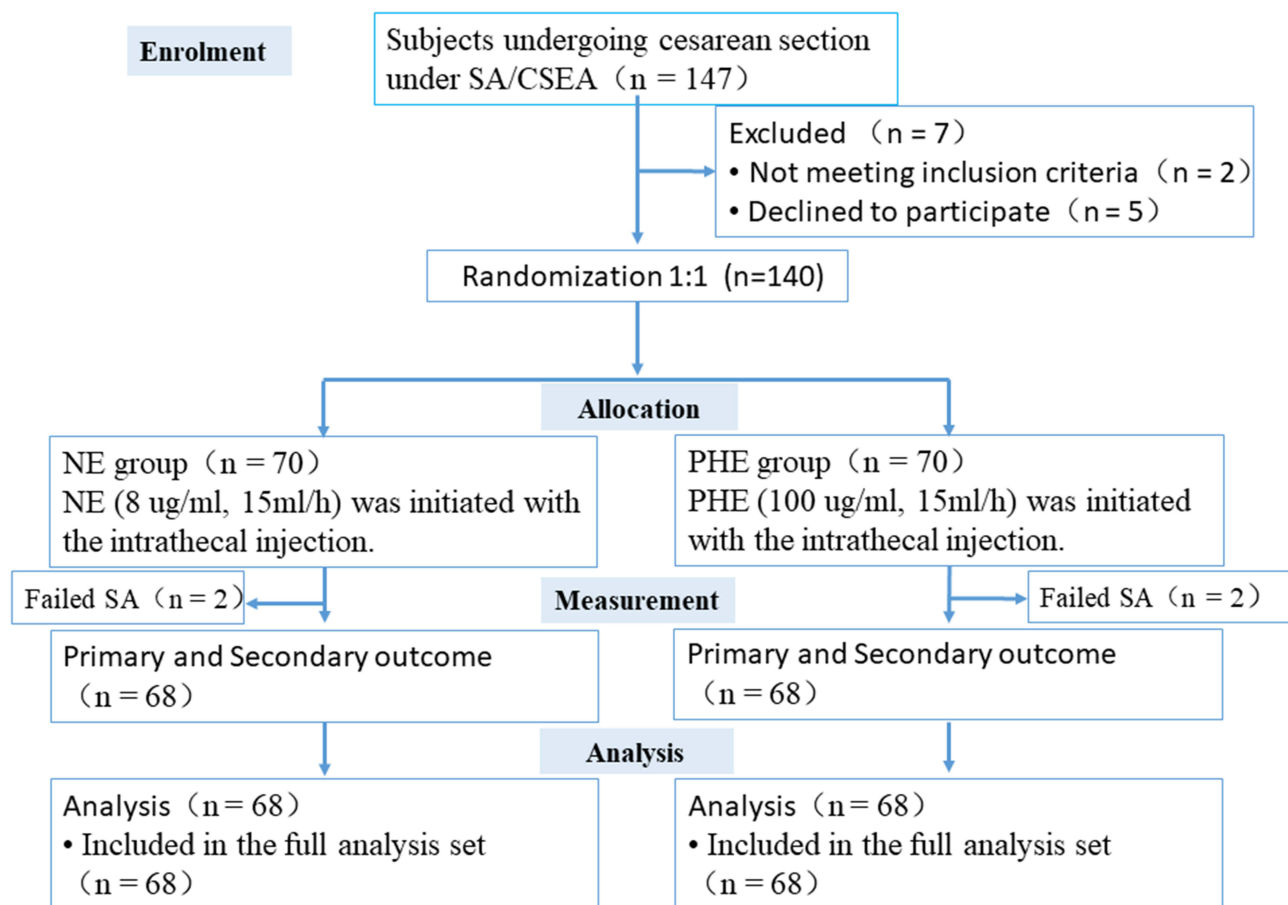 Enrolment
Subjects undergoing cesarean section
under SA/CSEA（n = 147）
Excluded （n = 7）
• Not meeting inclusion criteria（n = 2）
• Declined to participate（n = 5）
Randomization 1:1 (n=140)
Allocation
NE group（n = 70）
NE (8 ug/ml, 15ml/h) was initiated with
the intrathecal injection.
PHE group（n = 70）
PHE (100 ug/ml, 15ml/h) was initiated
with the intrathecal injection.
Failed SA（n = 2）
Measurement
Failed SA（n = 2）
Primary and Secondary outcome
（n = 68）
Primary and Secondary outcome
（n = 68）
Analysis
Analysis（n = 68）
• Included in the full analysis set
（n = 68）
Analysis（n = 68）
• Included in the full analysis set
（n = 68）